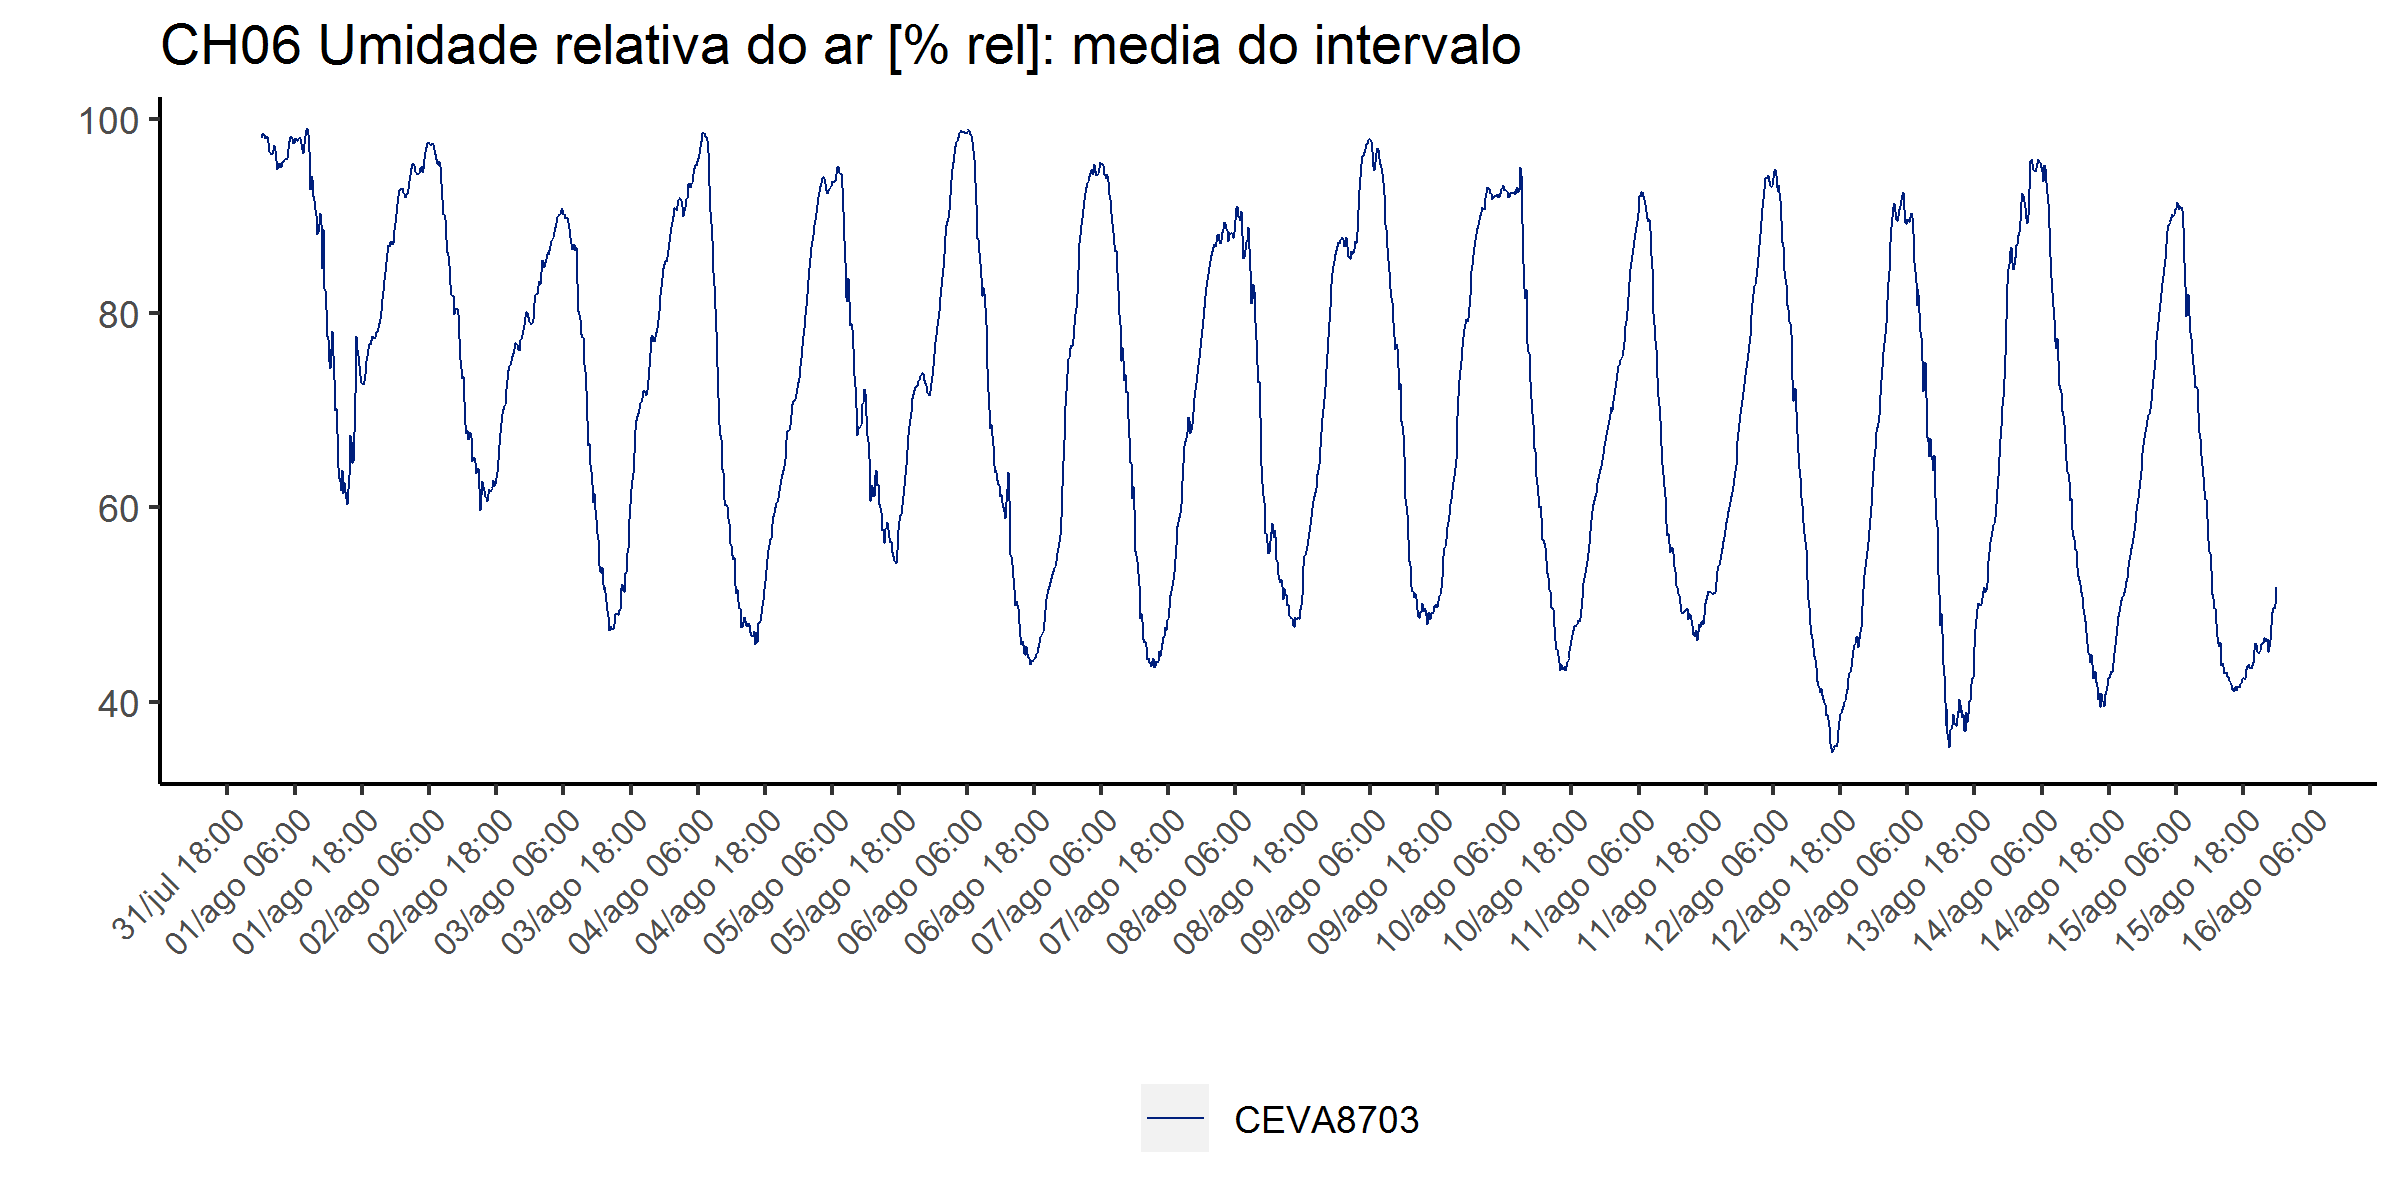 CH06 Umidade relativa do ar [% rel]: media do intervalo
100
80
60
40
31/jul 18:00
01/ago 06:00
01/ago 18:00
02/ago 06:00
02/ago 18:00
03/ago 06:00
03/ago 18:00
04/ago 06:00
04/ago 18:00
05/ago 06:00
05/ago 18:00
06/ago 06:00
06/ago 18:00
07/ago 06:00
07/ago 18:00
08/ago 06:00
08/ago 18:00
09/ago 06:00
09/ago 18:00
10/ago 06:00
10/ago 18:00
11/ago 06:00
11/ago 18:00
12/ago 06:00
12/ago 18:00
13/ago 06:00
13/ago 18:00
14/ago 06:00
14/ago 18:00
15/ago 06:00
15/ago 18:00
16/ago 06:00
CEVA8703